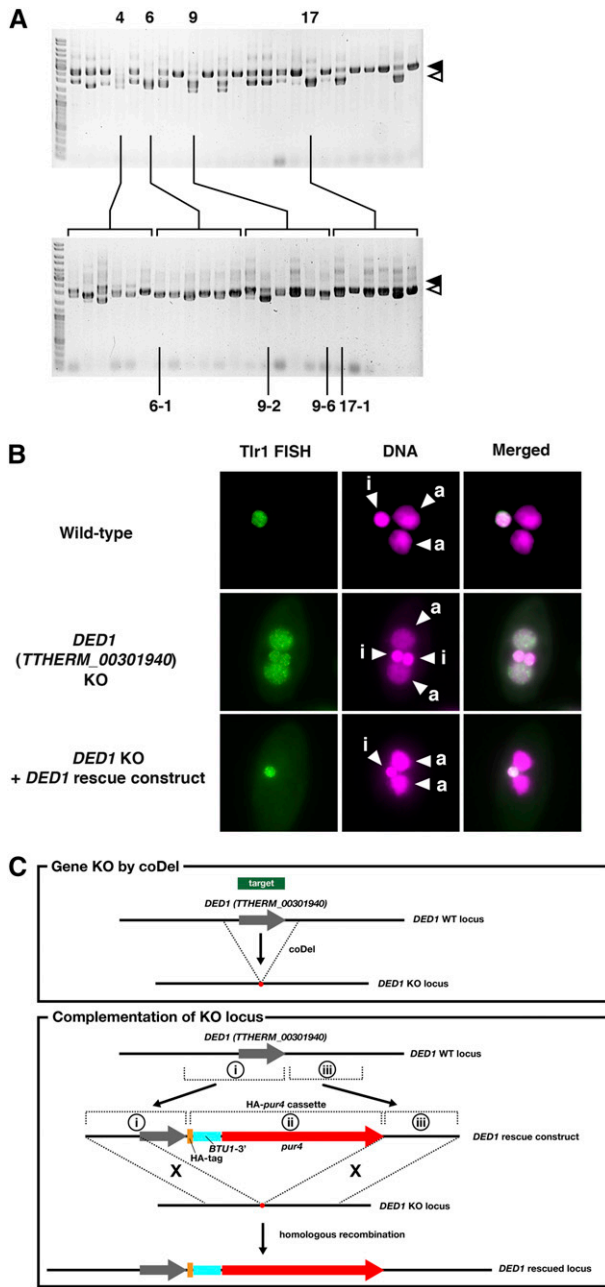 A
4 6 9 17
6-1 9-2 9-6 17-1
B
Tlr1 FISH DNA Merged
Wild-type
i a
a
DED1
(TTHERM_00301940)
KO
a
i i
a
DED1 KO
+ DED1 rescue construct
i a
a
C
Gene KO by coDel
target
DED1 (TTHERM_00301940)
DED1 WT locus
coDel
DED1 KO locus
Complementation of KO locus
DED1 (TTHERM_00301940)
DED1 WT locus
i iii
HA-pur4 cassette
i ii iii
DED1 rescue construct
BTU1-3' pur4
HA-tag
X X
DED1 KO locus
homologous recombination
DED1 rescued locus